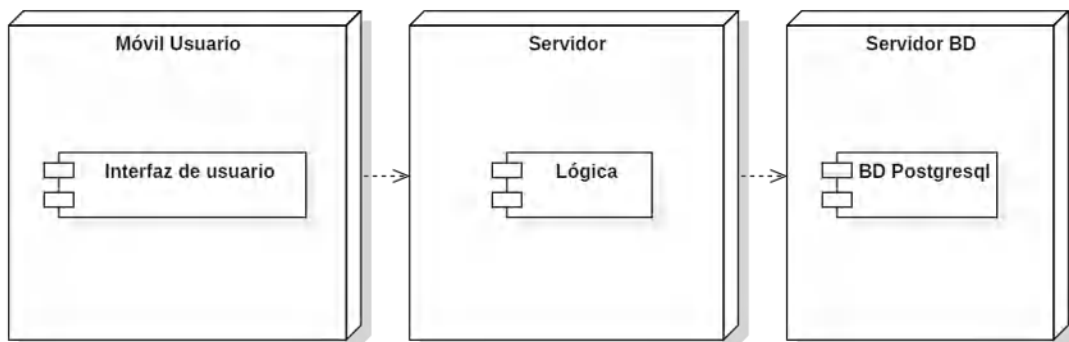 Móvil Usuario
Interfaz de usuario
Servidor
Lógica
Servidor BD
BD Postgresql